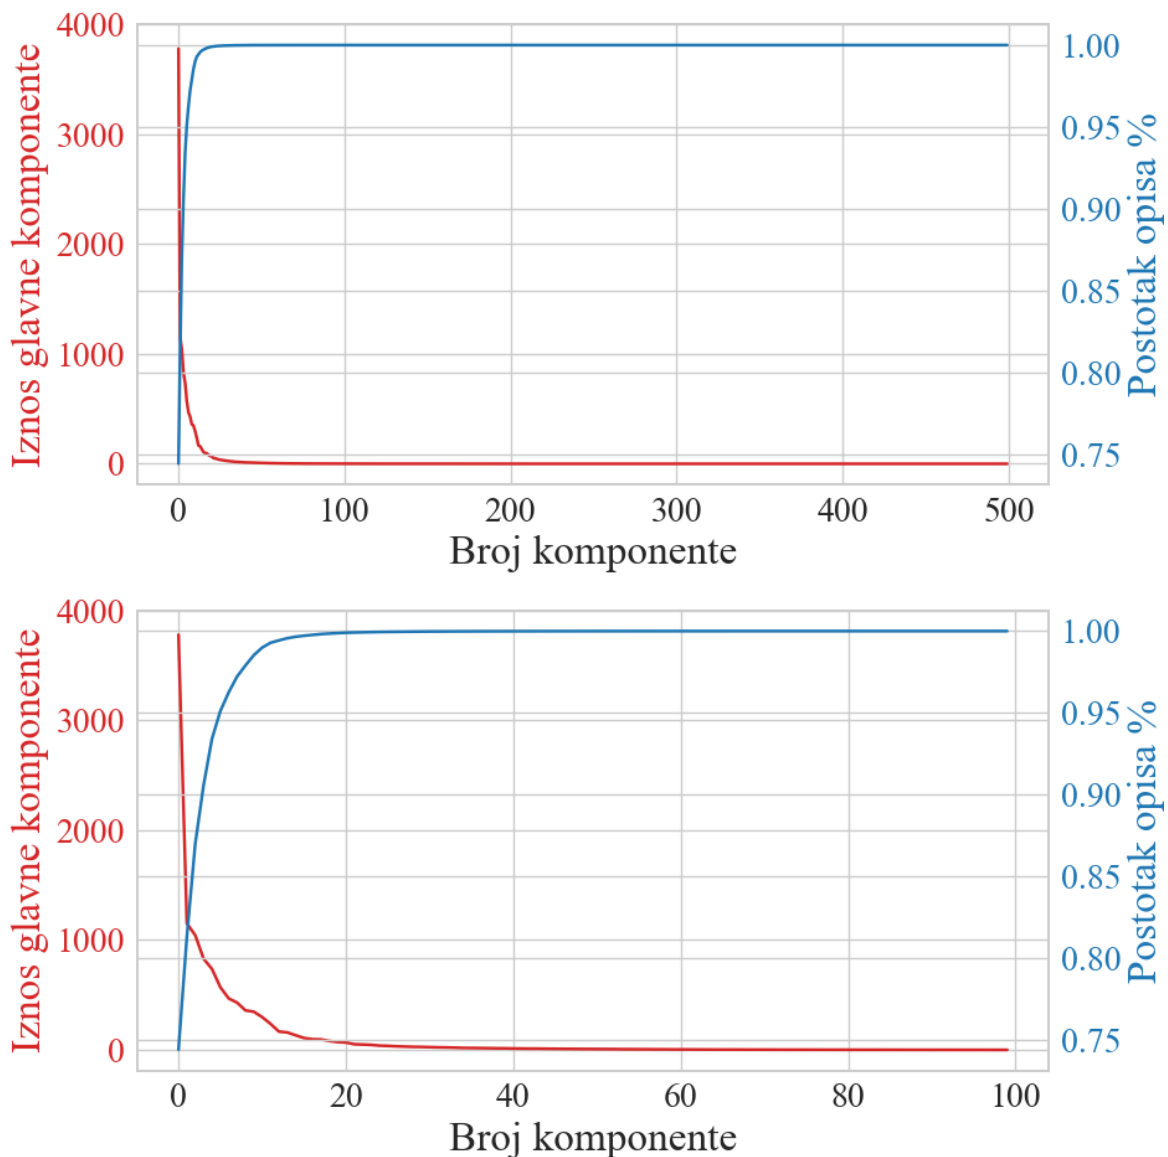 Iznos glavne komponente
4000
3000
2000
1000
0
1.00
0.95
0.90
0.85
0.80
0.75
Postotak opisa %
0 100 200 300 400 500
Broj komponente
Iznos glavne komponente
4000
3000
2000
1000
0
1.00
0.95
0.90
0.85
0.80
0.75
Postotak opisa %
0 20 40 60 80 100
Broj komponente